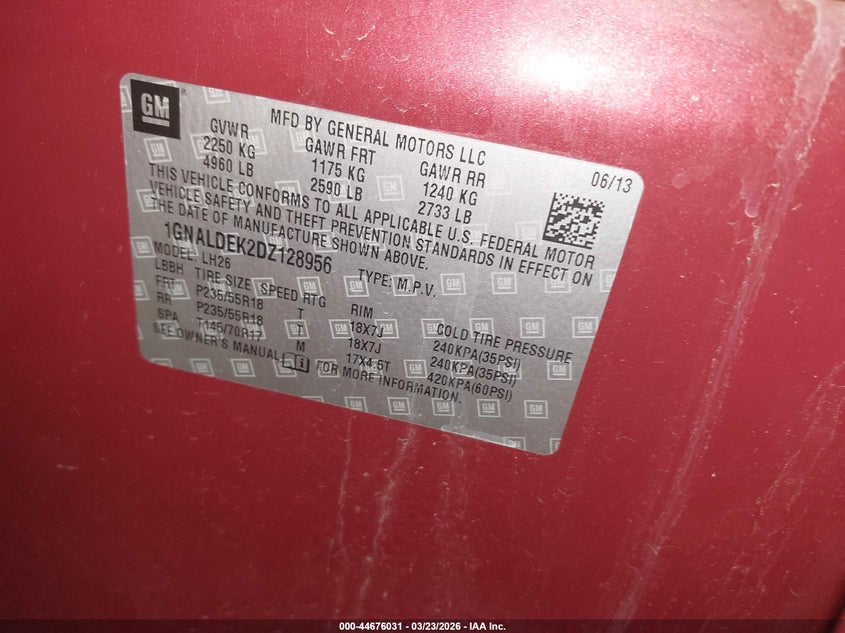 GM
MFD BY GENERAL MOTORS LLC
06/13
GVWR GAWR FRT GAWR RR
2250 KG 1175 KG 1240 KG
4960 LB 2590 LB 2733 LB
THIS VEHICLE CONFORMS TO ALL APPLICABLE U.S. FEDERAL MOTOR
VEHICLE SAFETY AND THEFT PREVENTION STANDARDS IN EFFECT ON
THE DATE OF MANUFACTURE SHOWN ABOVE.
1GNALDEK2DZ128956 TYPE: M.P.V.
MODEL: LH26
LBBH TIRE SIZE SPEED RTG RIM COLD TIRE PRESSURE
FRT P235/55R18 T 18X7J 240KPA(35PSI)
RR P235/55R18 T 18X7J 240KPA(35PSI)
SPA T145/70R17 M 17X4.5T 420KPA(60PSI)
SEE OWNER'S MANUAL FOR MORE INFORMATION.
000-44676031 - 03/23/2026 - IAA Inc.